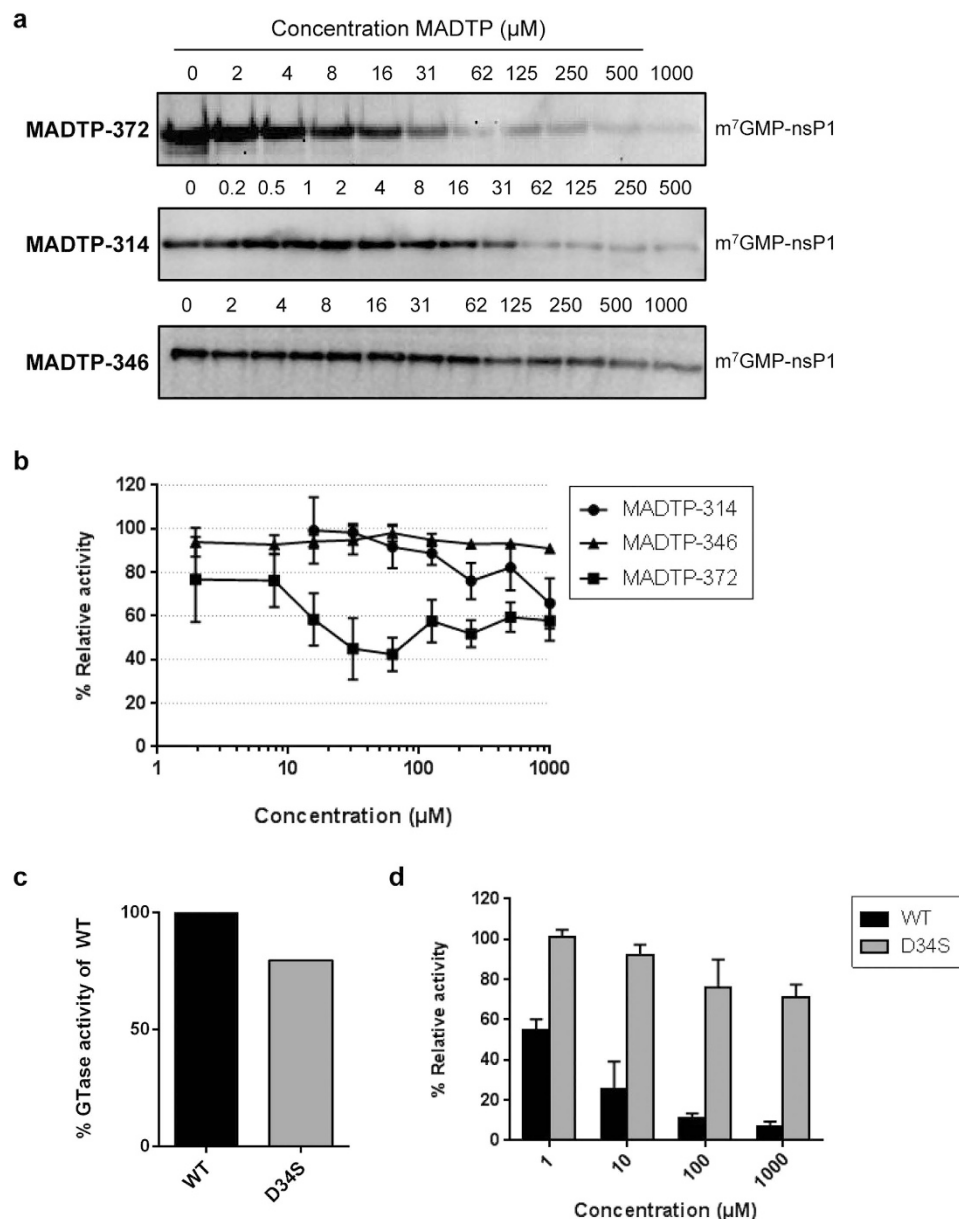 a
Concentration MADTP (µM)
0 2 4 8 16 31 62 125 250 500 1000
MADTP-372
m⁷GMP-nsP1
0 0.2 0.5 1 2 4 8 16 31 62 125 250 500
MADTP-314
m⁷GMP-nsP1
0 2 4 8 16 31 62 125 250 500 1000
MADTP-346
m⁷GMP-nsP1
b
120
100
80
60
40
20
0
% Relative activity
1 10 100 1000
Concentration (µM)
MADTP-314
MADTP-346
MADTP-372
c
100
50
0
% GTase activity of WT
WT
D34S
d
120
100
80
60
40
20
0
% Relative activity
1 10 100 1000
Concentration (µM)
WT
D34S